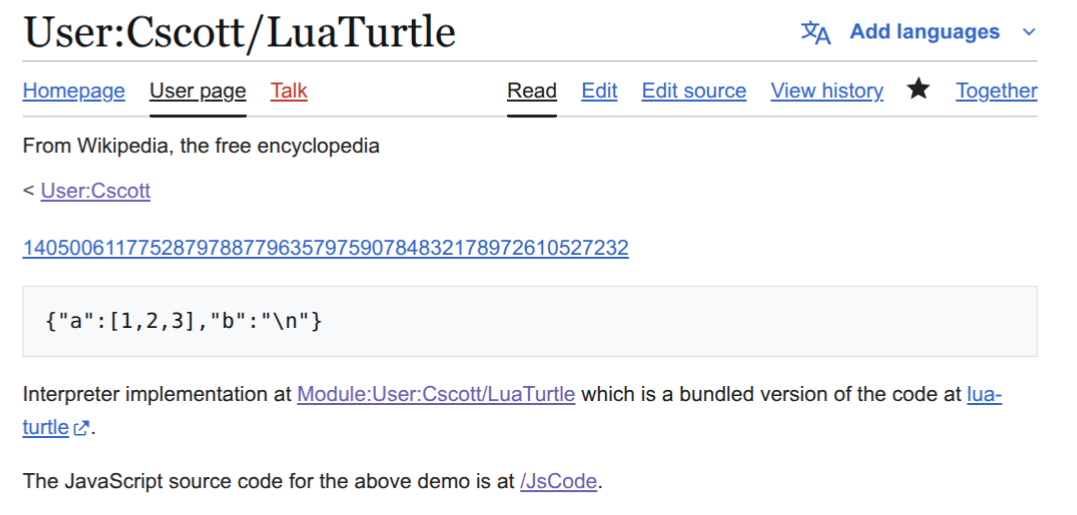 User:Cscott/LuaTurtle
Add languages
Homepage User page Talk Read Edit Edit source View history Together
From Wikipedia, the free encyclopedia
< User:Cscott
1405006117752879788779635797590784832178972610527232
{"a":[1,2,3],"b":"\n"}
Interpreter implementation at Module:User:Cscott/LuaTurtle which is a bundled version of the code at lua-
turtle.
The JavaScript source code for the above demo is at /JsCode.